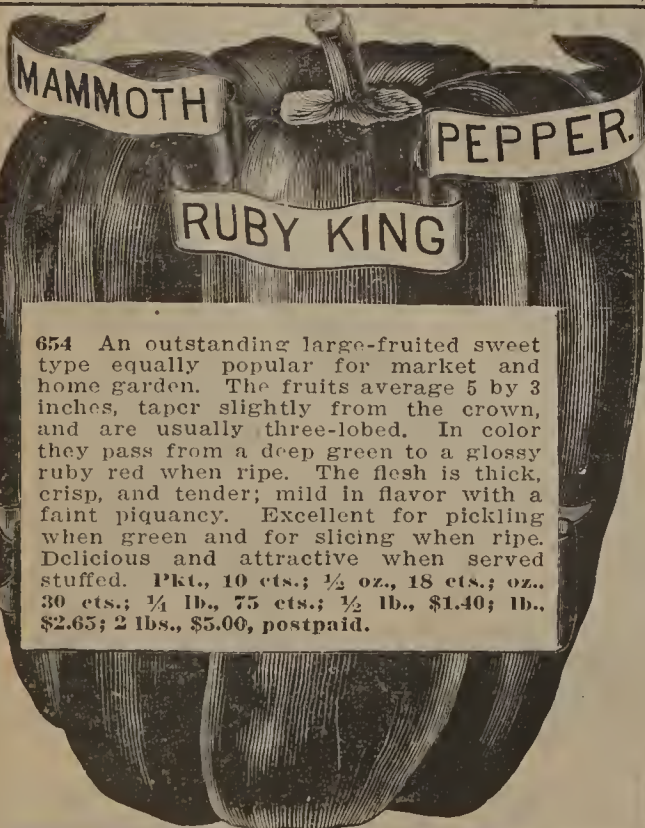 MAMMOTH
PEPPER.
RUBY KING
654 An outstanding large-fruited sweet
type equally popular for market and
home garden. The fruits average 5 by 3
inches, taper slightly from the crown,
and are usually three-lobed. In color
they pass from a deep green to a glossy
ruby red when ripe. The flesh is thick,
crisp, and tender; mild in flavor with a
faint piquancy. Excellent for pickling
when green and for slicing when ripe.
Delicious and attractive when served
stuffed. Pkt., 10 cts.; ½ oz., 18 cts.; oz.,
30 cts.; ¼ lb., 75 cts.; ½ lb., $1.40; lb.,
$2.65; 2 lbs., $5.00, postpaid.